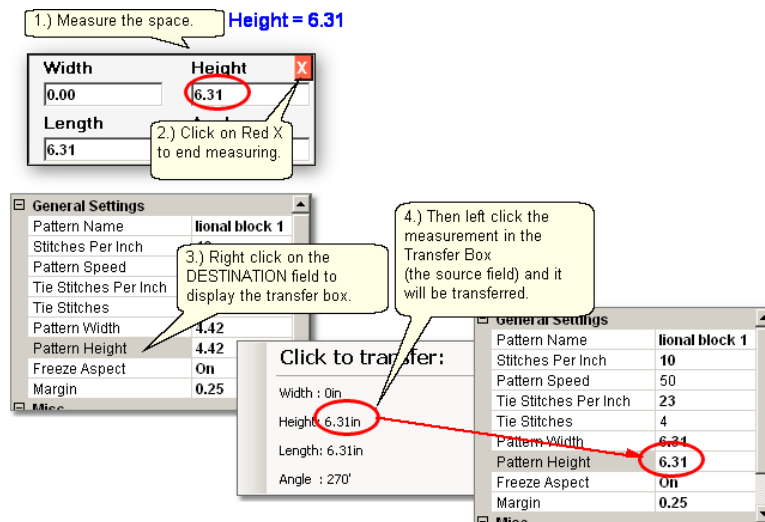 1.) Measure the space.
Height = 6.31
Width Height X
0.00 6.31
Length
6.31
2.) Click on Red X
to end measuring.
General Settings
Pattern Name lional block 1
Stitches Per Inch
Pattern Speed
Tie Stitches Per Inch
Tie Stitches
Pattern Width 4.42
Pattern Height 4.42
Freeze Aspect On
Margin 0.25
Misc
3.) Right click on the
DESTINATION field to
display the transfer box.
4.) Then left click the
measurement in the
Transfer Box
(the source field) and it
will be transferred.
Click to transfer:
Width : 0in
Height: 6.31in
Length: 6.31in
Angle : 270'
General Settings
Pattern Name lional block 1
Stitches Per Inch 10
Pattern Speed 50
Tie Stitches Per Inch 23
Tie Stitches 4
Pattern Width 6.31
Pattern Height 6.31
Freeze Aspect On
Margin 0.25
Misc